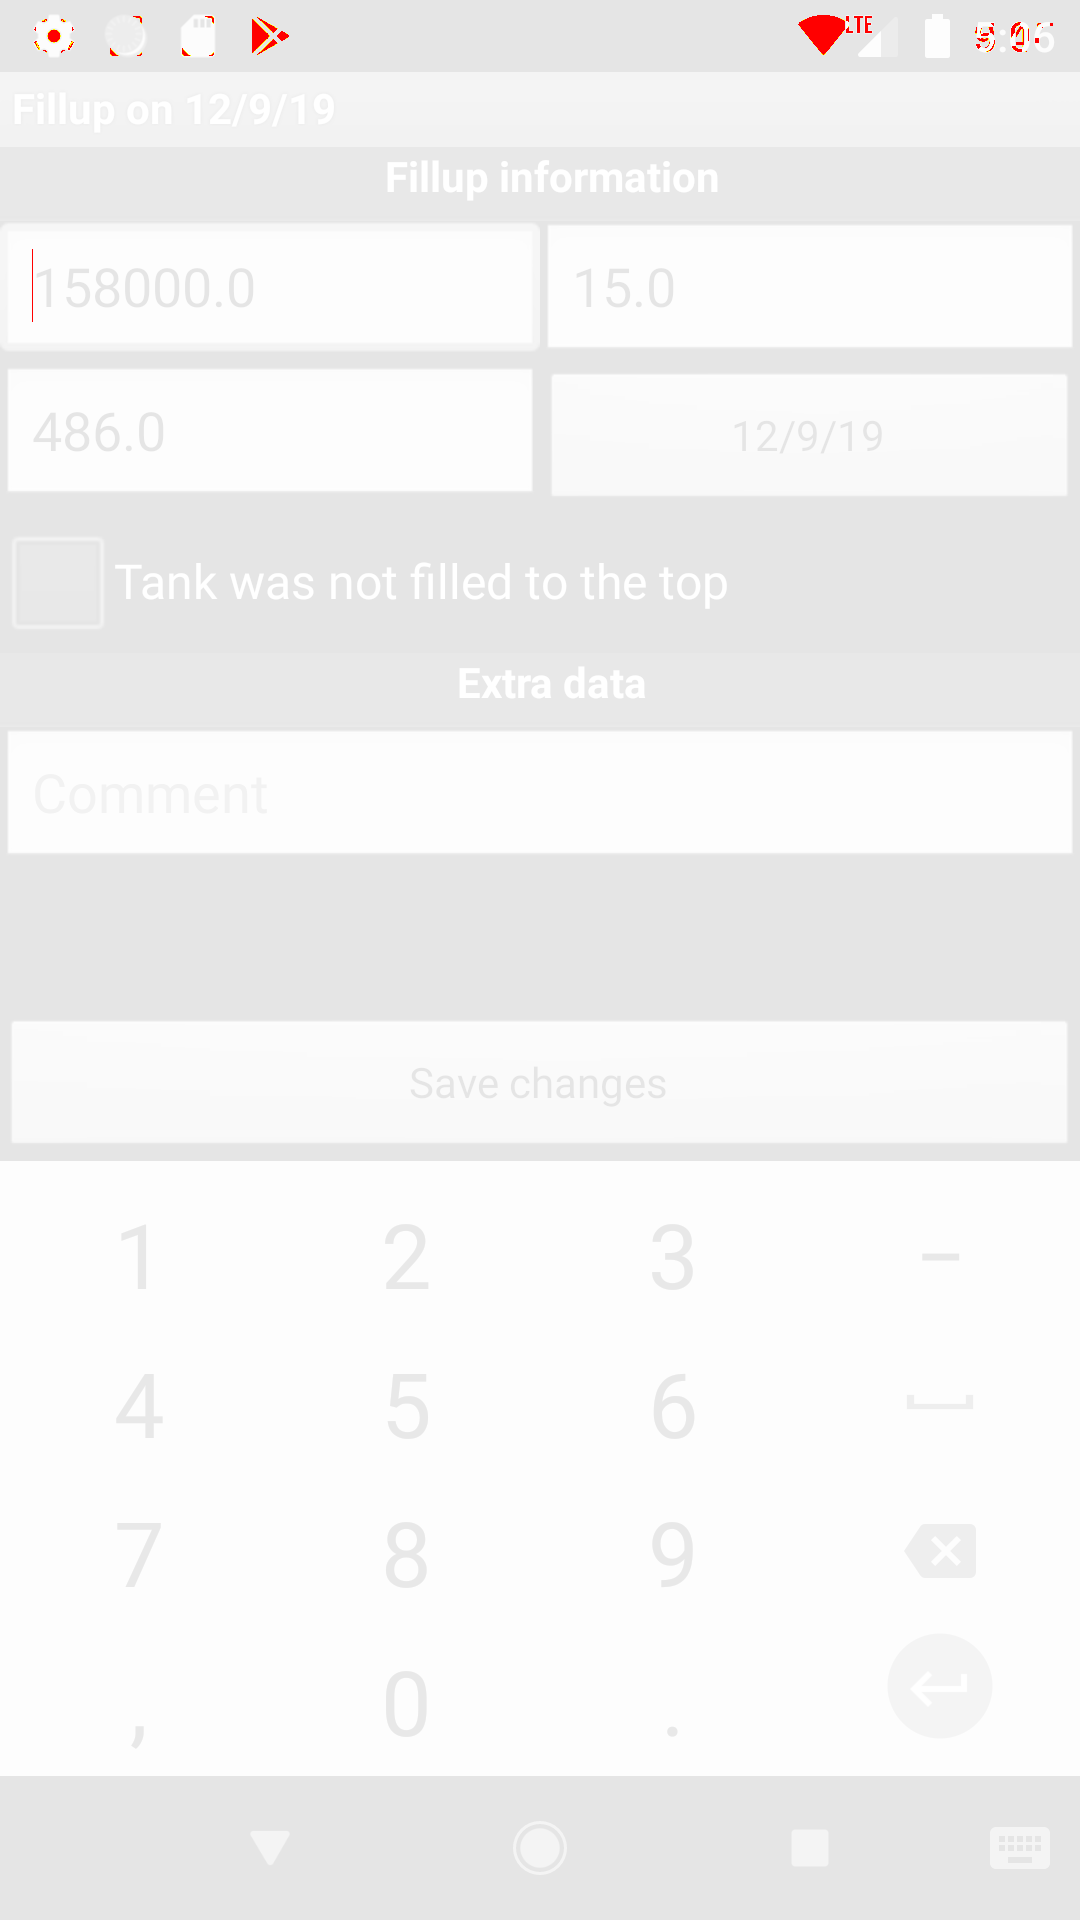 LTE
Fillup on 12/9/19
Fillup information
158000.0 15.0
486.0 12/9/19
Tank was not filled to the top
Extra data
Comment
Save changes
1 2 3 –
4 5 6
7 8 9
, 0 .